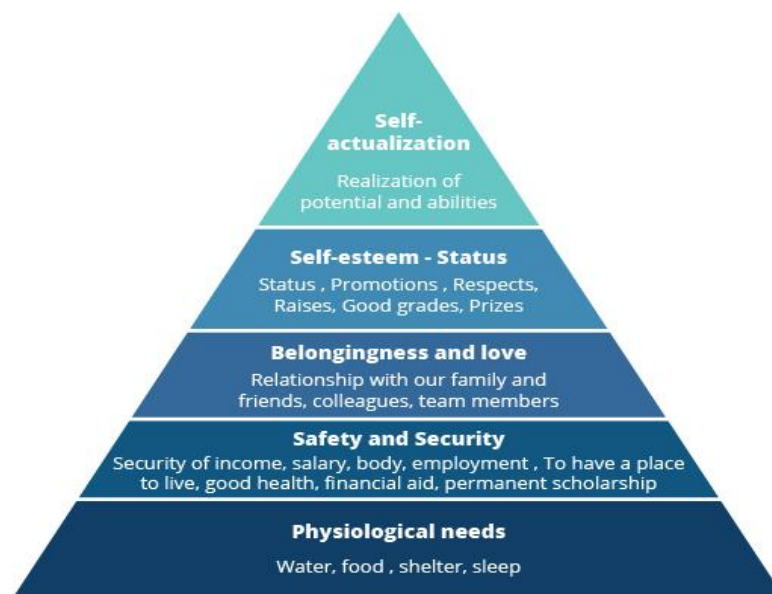 Self-
actualization
Realization of
potential and abilities
Self-esteem - Status
Status , Promotions , Respects,
Raises, Good grades, Prizes
Belongingness and love
Relationship with our family and
friends, colleagues, team members
Safety and Security
Security of income, salary, body, employment , To have a place
to live, good health, financial aid, permanent scholarship
Physiological needs
Water, food , shelter, sleep